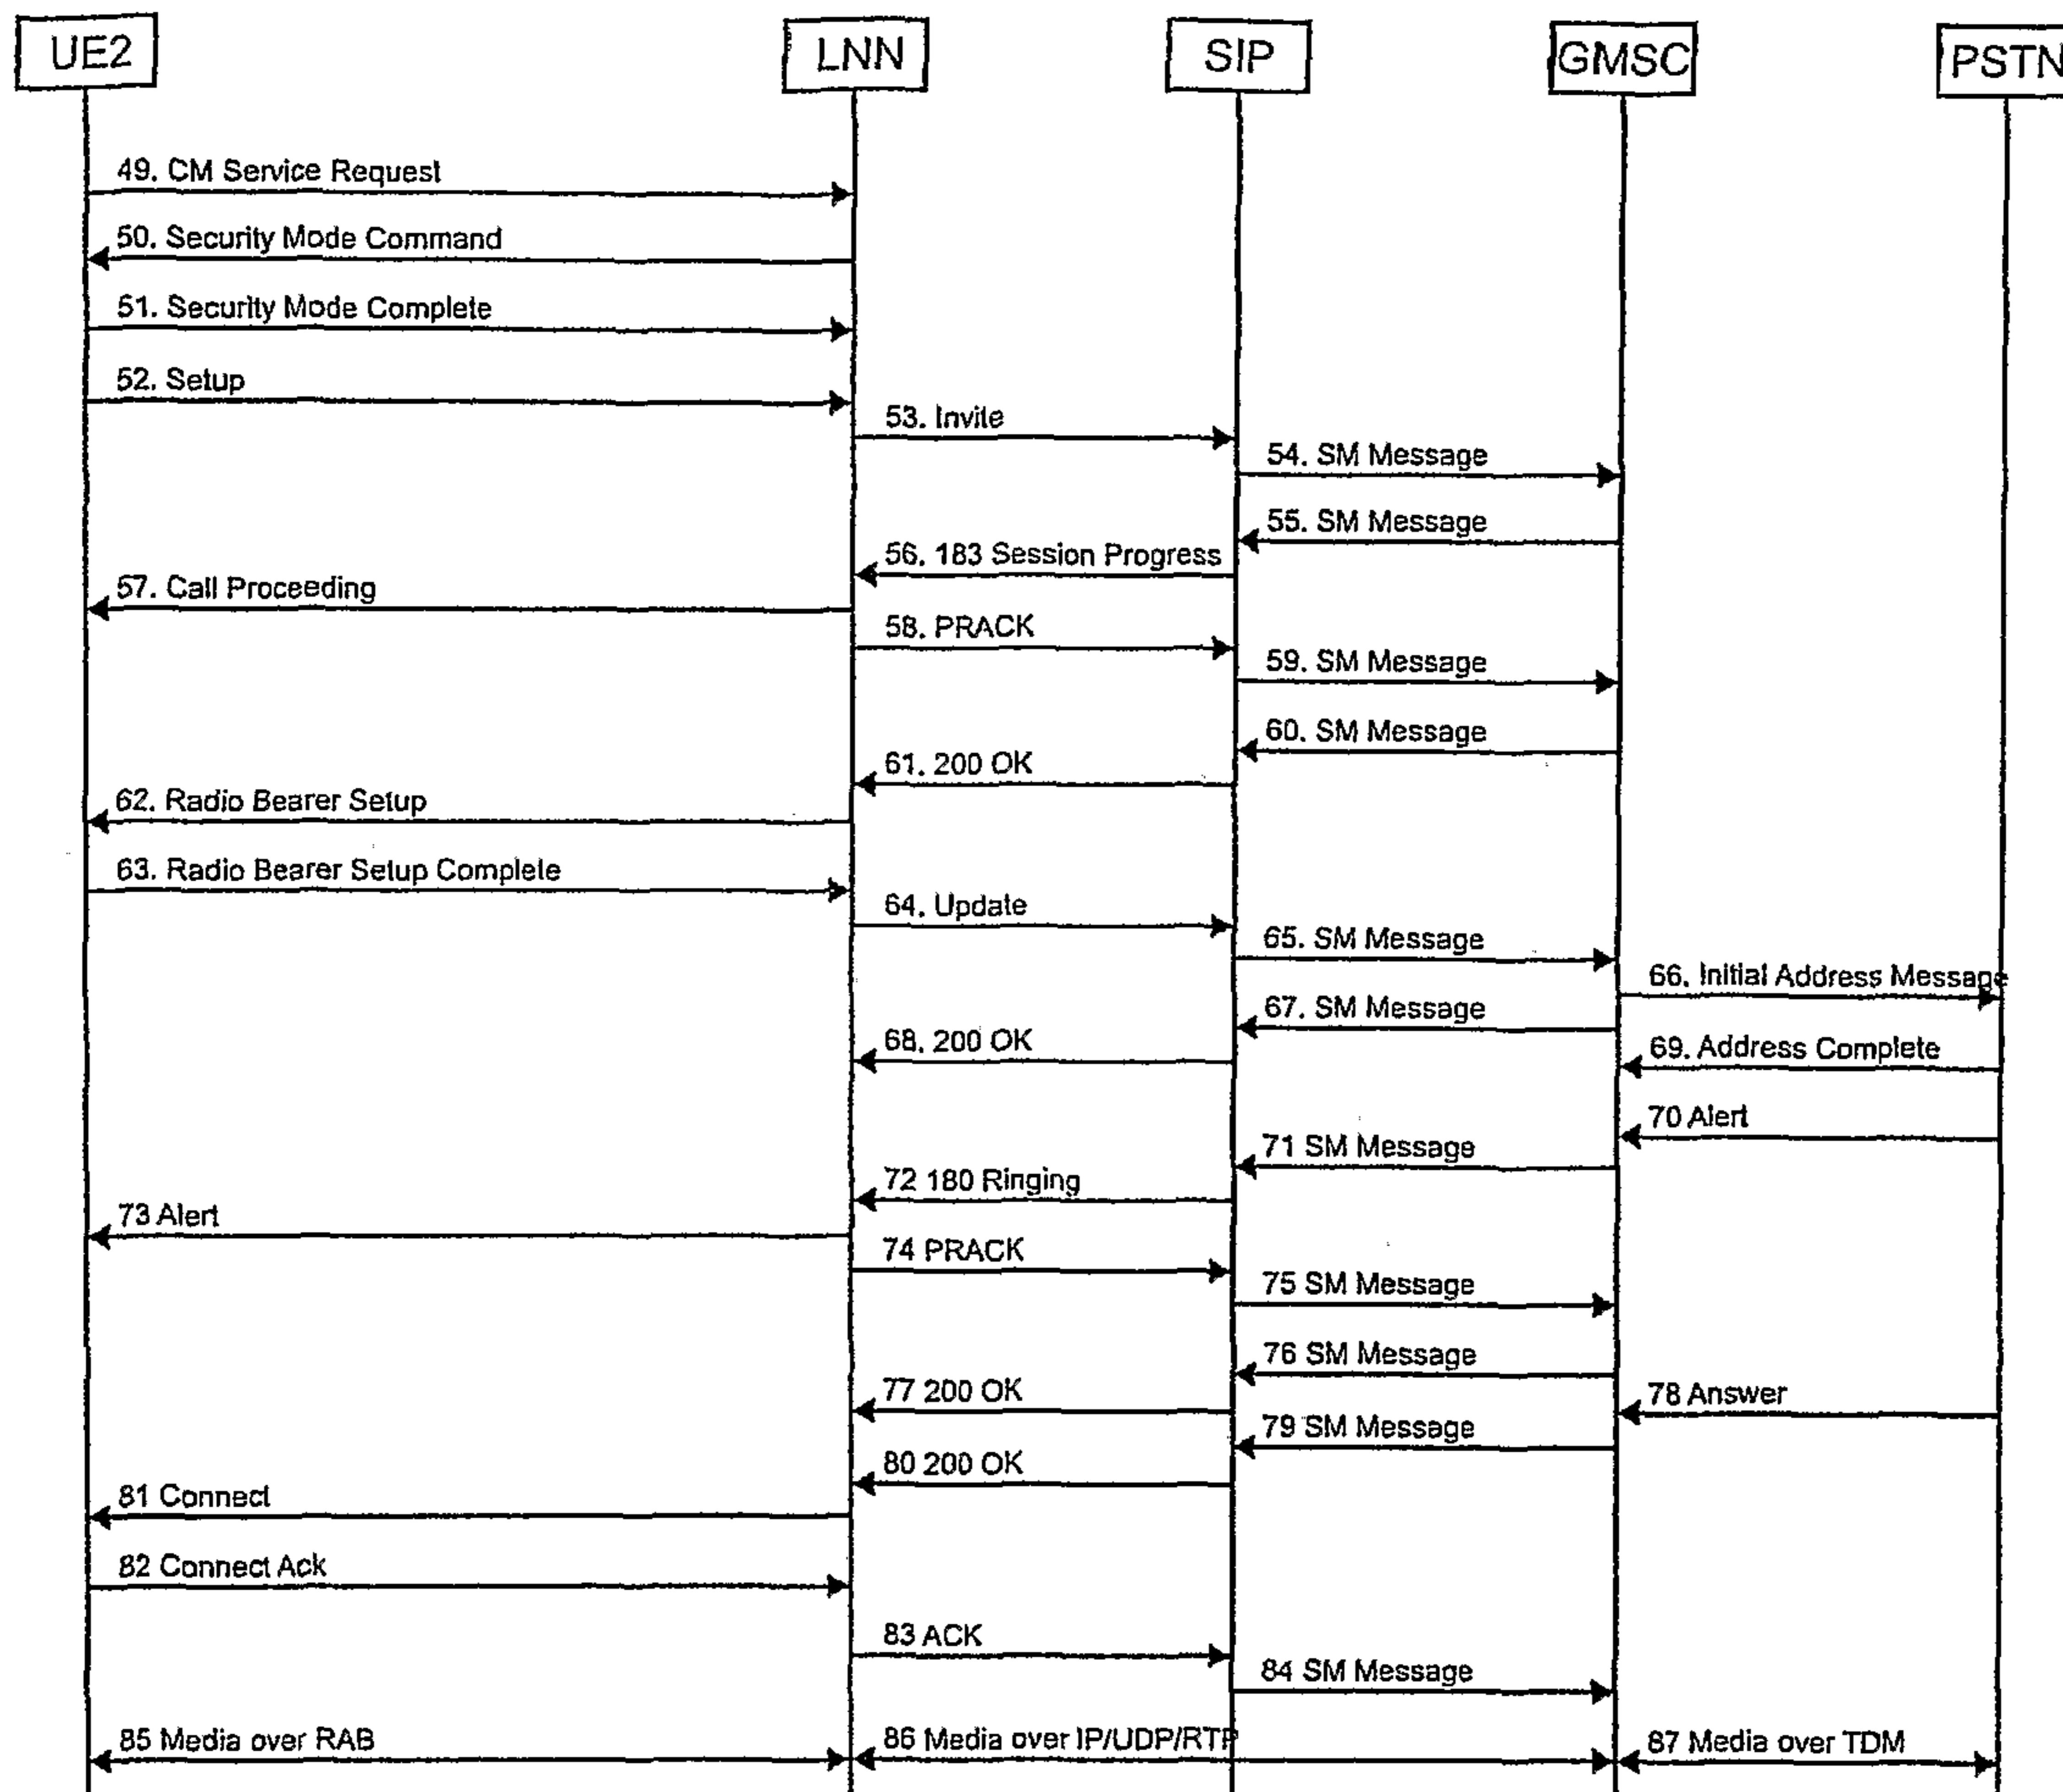 UE2
LNN
SIP
GMSC
PSTN
49. CM Service Request
50. Security Mode Command
51. Security Mode Complete
52. Setup
53. Invite
54. SM Message
55. SM Message
56. 183 Session Progress
57. Call Proceeding
58. PRACK
59. SM Message
60. SM Message
61. 200 OK
62. Radio Bearer Setup
63. Radio Bearer Setup Complete
64. Update
65. SM Message
66. Initial Address Message
67. SM Message
68. 200 OK
69. Address Complete
70 Alert
71 SM Message
72 180 Ringing
73 Alert
74 PRACK
75 SM Message
76 SM Message
77 200 OK
78 Answer
79 SM Message
80 200 OK
81 Connect
82 Connect Ack
83 ACK
84 SM Message
85 Media over RAB
86 Media over IP/UDP/RTP
87 Media over TDM